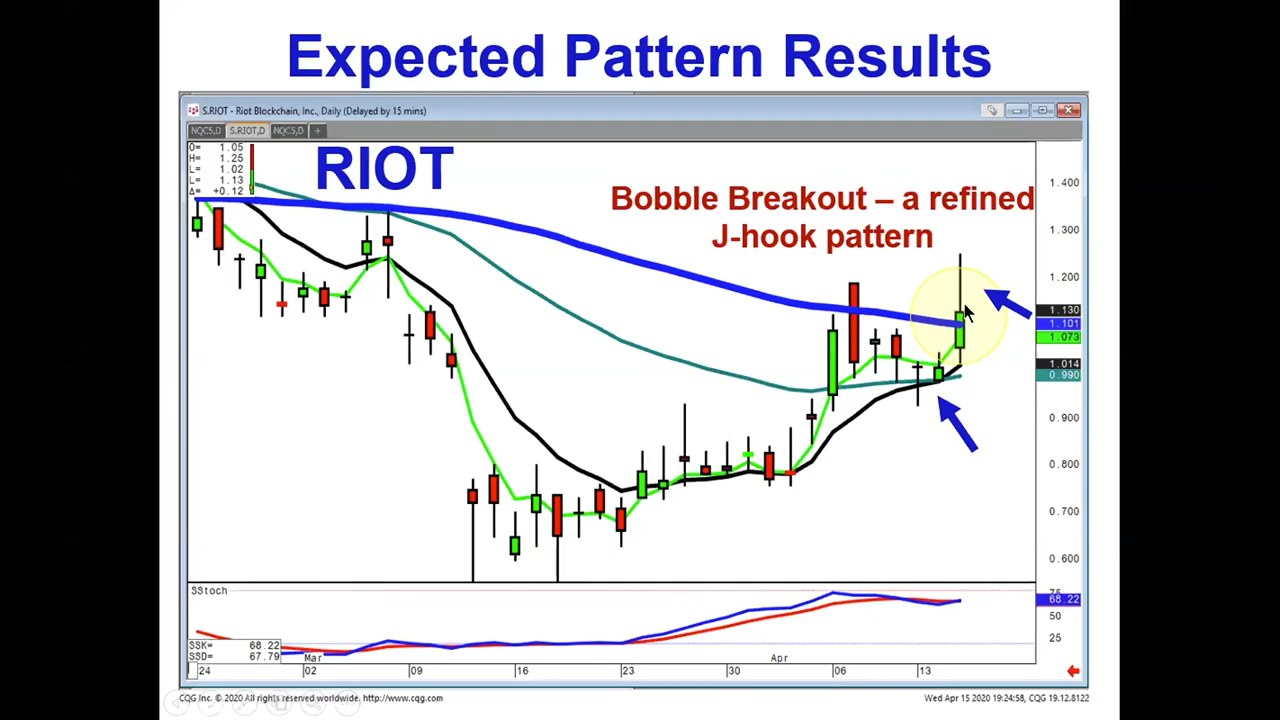 Expected Pattern Results
S.RIOT - Riot Blockchain, Inc., Daily (Delayed by 15 mins)
NQC5,D S.RIOT,D NQC5,D +
O= 1.05
H= 1.25
L= 1.02
L= 1.13
Δ= +0.12
RIOT
Bobble Breakout – a refined
J-hook pattern
1.400
1.300
1.200
1.130
1.101
1.073
1.014
0.990
0.900
0.800
0.700
0.600
SStoch
75
68.22
50
25
SSK= 68.22
SSD= 67.79
Mar Apr
24 02 09 16 23 30 06 13
CQG Inc. © 2020 All rights reserved worldwide. http://www.cqg.com
Wed Apr 15 2020 19:24:58, CQG 19.12.8122